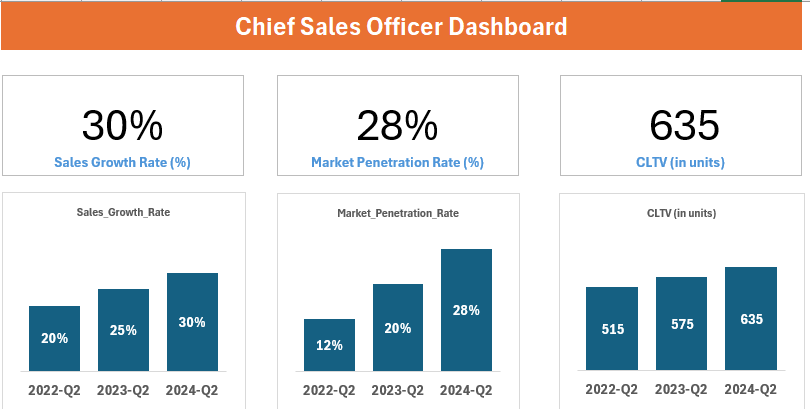 Chief Sales Officer Dashboard
30%
Sales Growth Rate (%)
28%
Market Penetration Rate (%)
635
CLTV (in units)
Sales_Growth_Rate
20%
25%
30%
2022-Q2 2023-Q2 2024-Q2
Market_Penetration_Rate
12%
20%
28%
2022-Q2 2023-Q2 2024-Q2
CLTV (in units)
515
575
635
2022-Q2 2023-Q2 2024-Q2